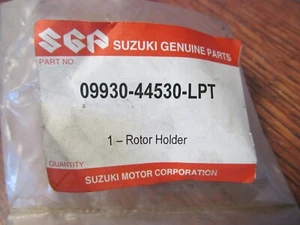 SGP SUZUKI GENUINE PARTS
PART NO.
09930-44530-LPT
1 – Rotor Holder
QUANTITY
SUZUKI MOTOR CORPORATION